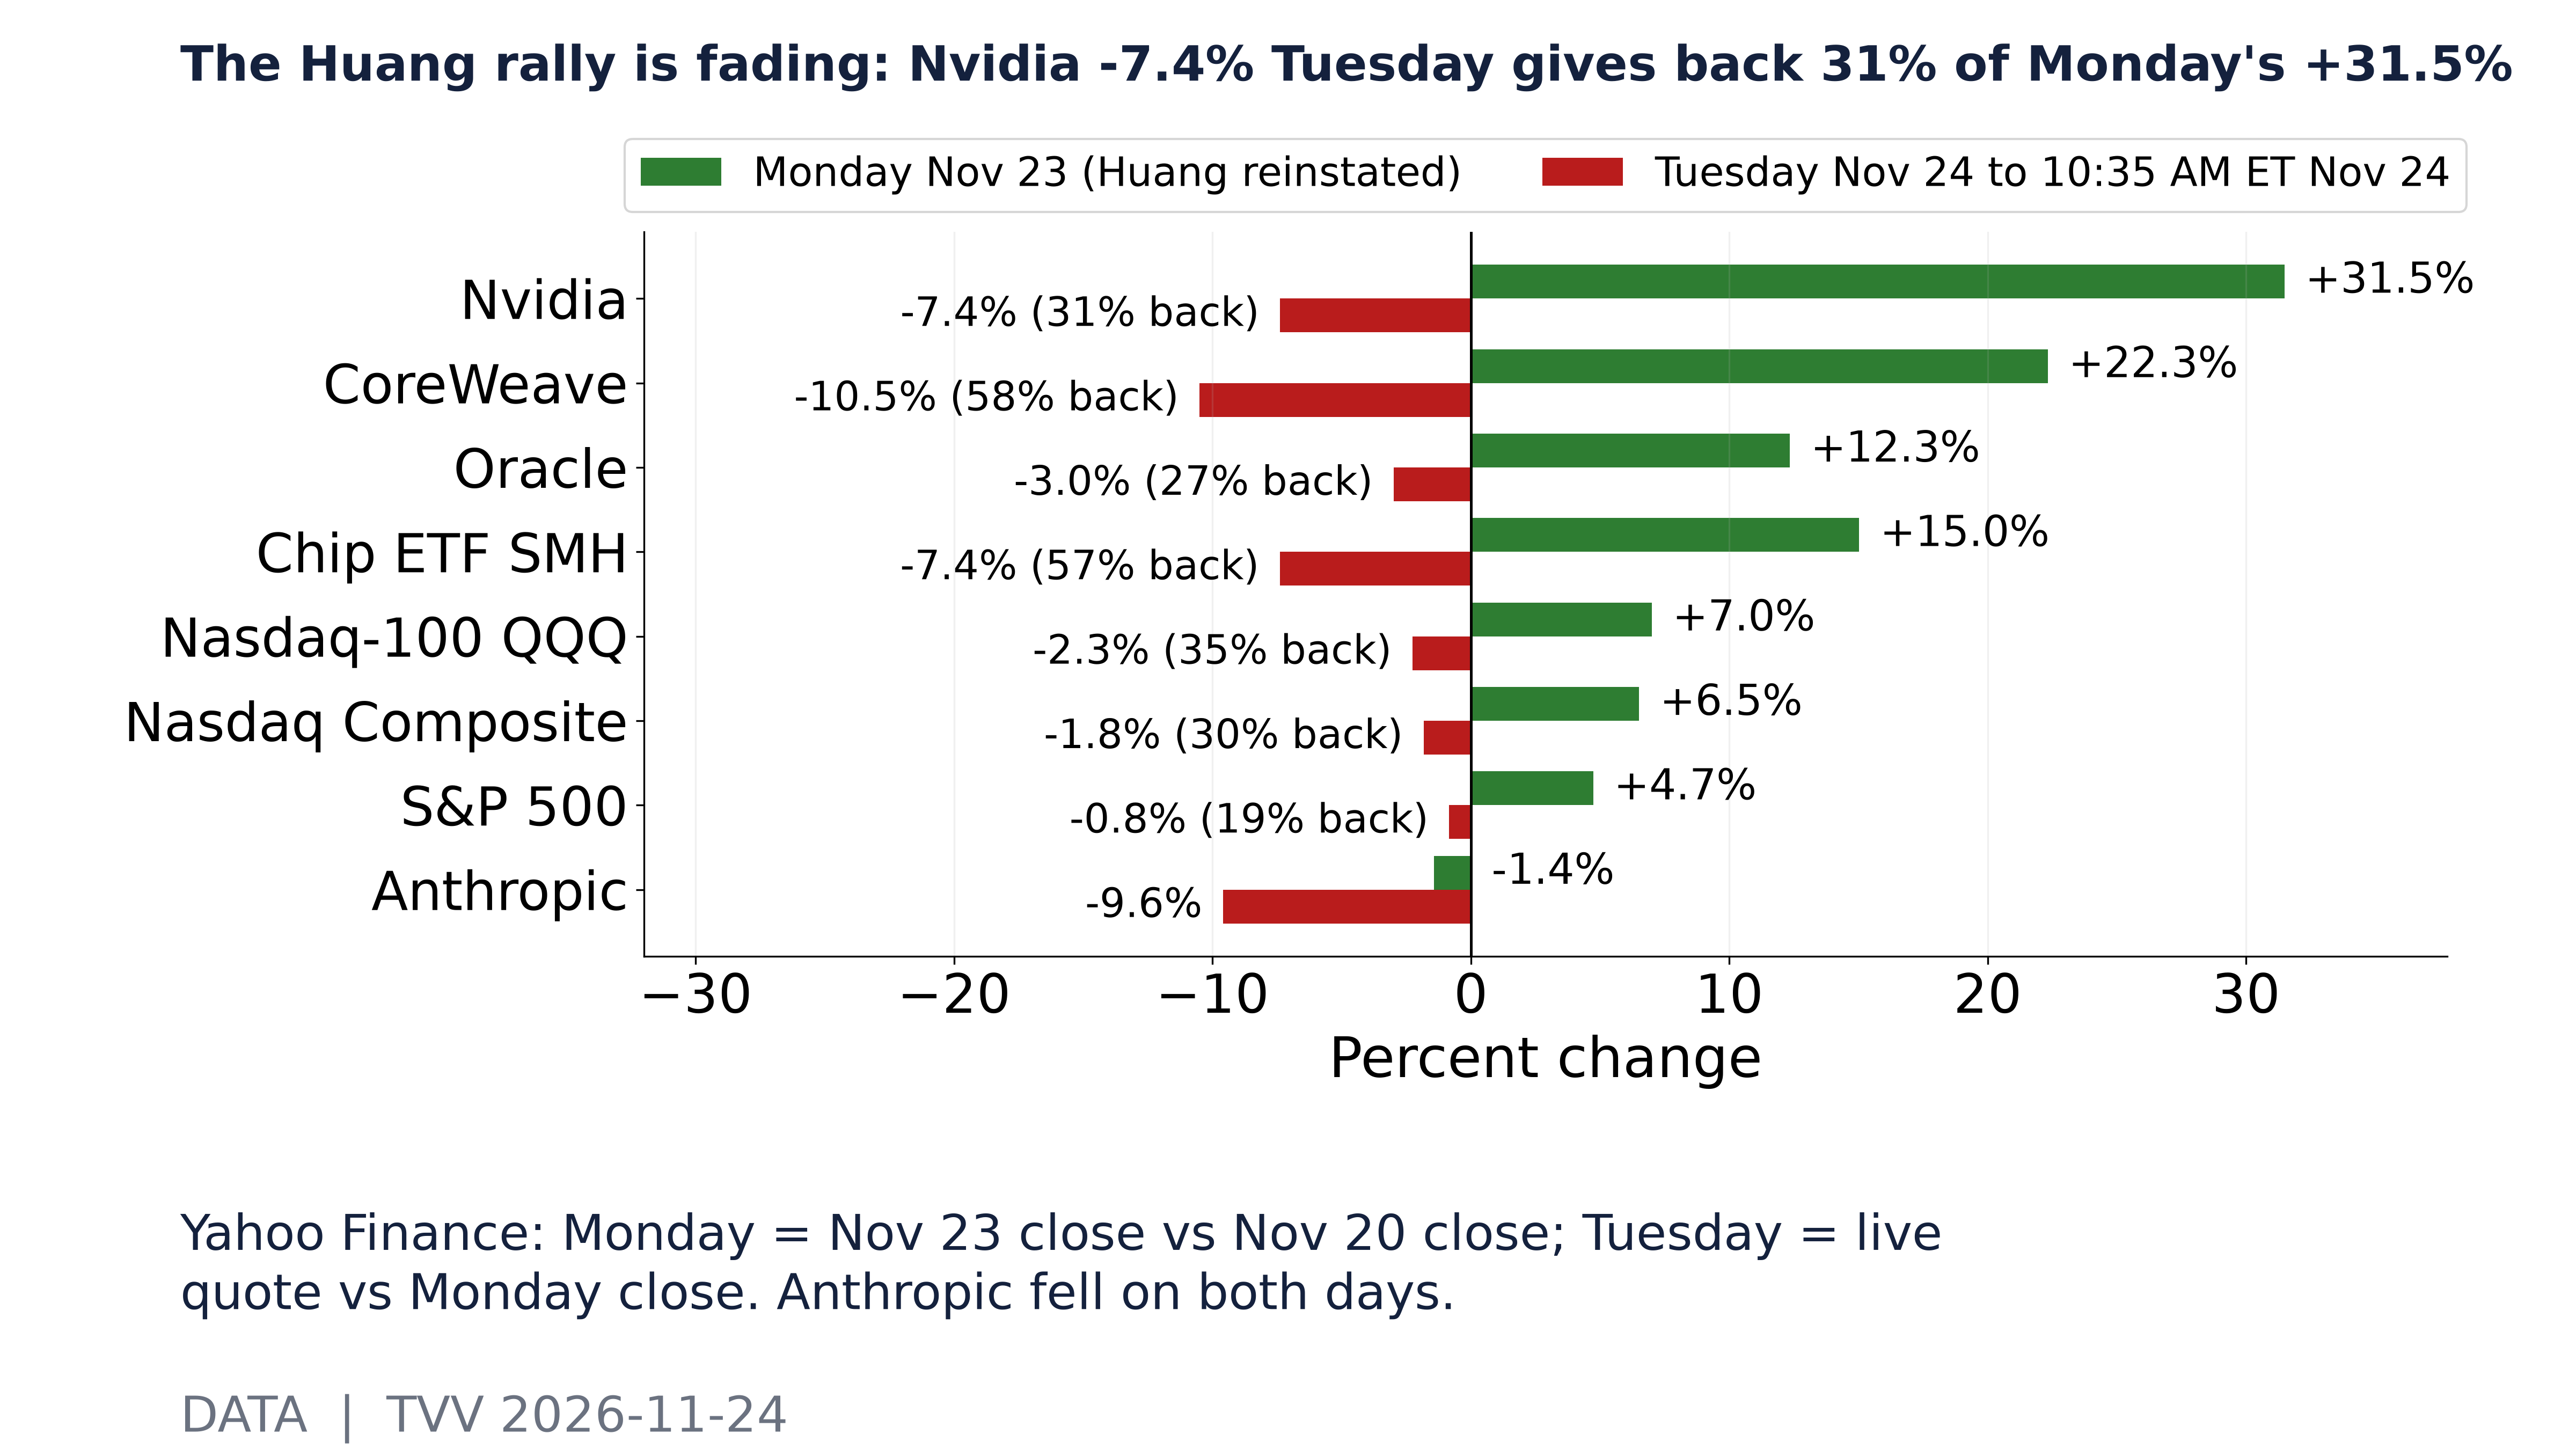 The Huang rally is fading: Nvidia -7.4% Tuesday gives back 31% of Monday's +31.5%
Monday Nov 23 (Huang reinstated)
Tuesday Nov 24 to 10:35 AM ET Nov 24
Nvidia
+31.5%
-7.4% (31% back)
CoreWeave
+22.3%
-10.5% (58% back)
Oracle
+12.3%
-3.0% (27% back)
Chip ETF SMH
+15.0%
-7.4% (57% back)
Nasdaq-100 QQQ
+7.0%
-2.3% (35% back)
Nasdaq Composite
+6.5%
-1.8% (30% back)
S&P 500
+4.7%
-0.8% (19% back)
Anthropic
-1.4%
-9.6%
−30 −20 −10 0 10 20 30
Percent change
Yahoo Finance: Monday = Nov 23 close vs Nov 20 close; Tuesday = live
quote vs Monday close. Anthropic fell on both days.
DATA | TVV 2026-11-24